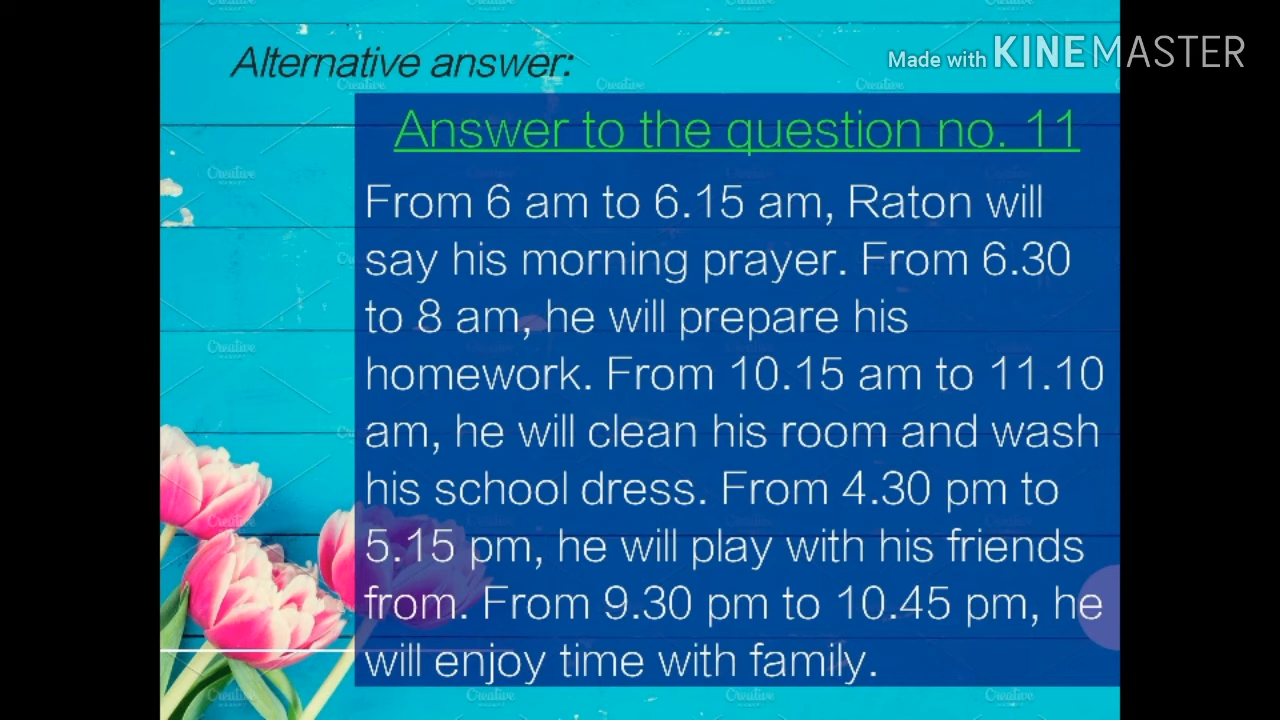 Alternative answer:
Made with KINEMASTER
Answer to the question no. 11
From 6 am to 6.15 am, Raton will
say his morning prayer. From 6.30
to 8 am, he will prepare his
homework. From 10.15 am to 11.10
am, he will clean his room and wash
his school dress. From 4.30 pm to
5.15 pm, he will play with his friends
from. From 9.30 pm to 10.45 pm, he
will enjoy time with family.